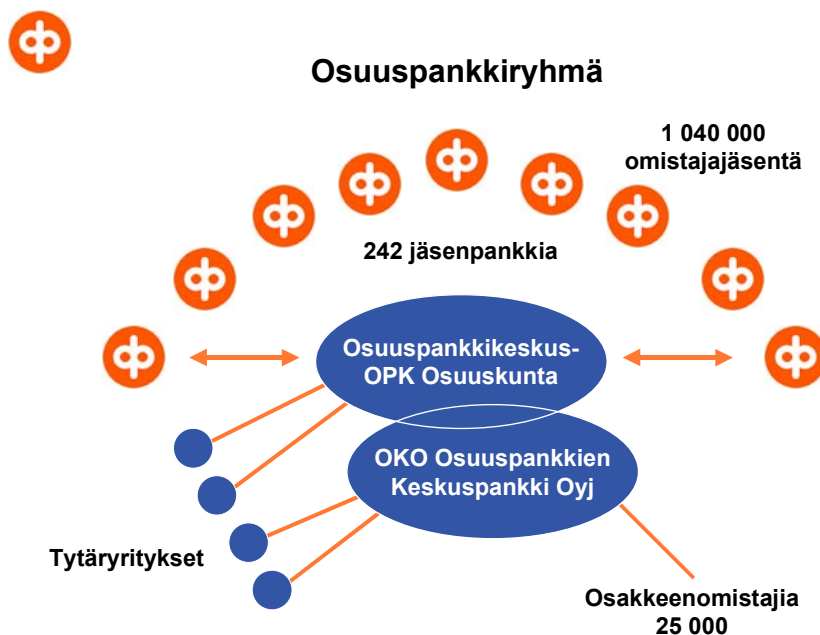 Osuuspankkiryhmä
1 040 000
omistajajäsentä
242 jäsenpankkia
Osuuspankkikeskus-
OPK Osuuskunta
OKO Osuuspankkien
Keskuspankki Oyj
Tytäryritykset
Osakkeenomistajia
25 000